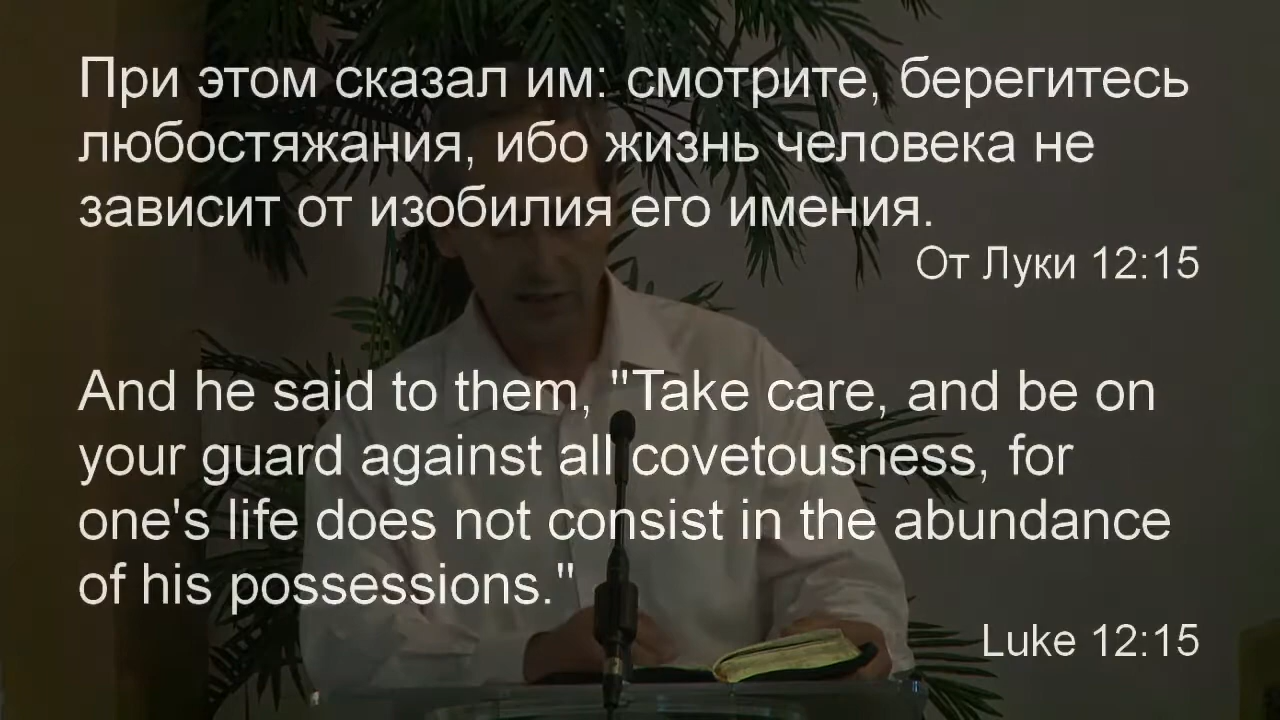 При этом сказал им: смотрите, берегитесь
любостяжания, ибо жизнь человека не
зависит от изобилия его имения.
От Луки 12:15
And he said to them, "Take care, and be on
your guard against all covetousness, for
one's life does not consist in the abundance
of his possessions."
Luke 12:15